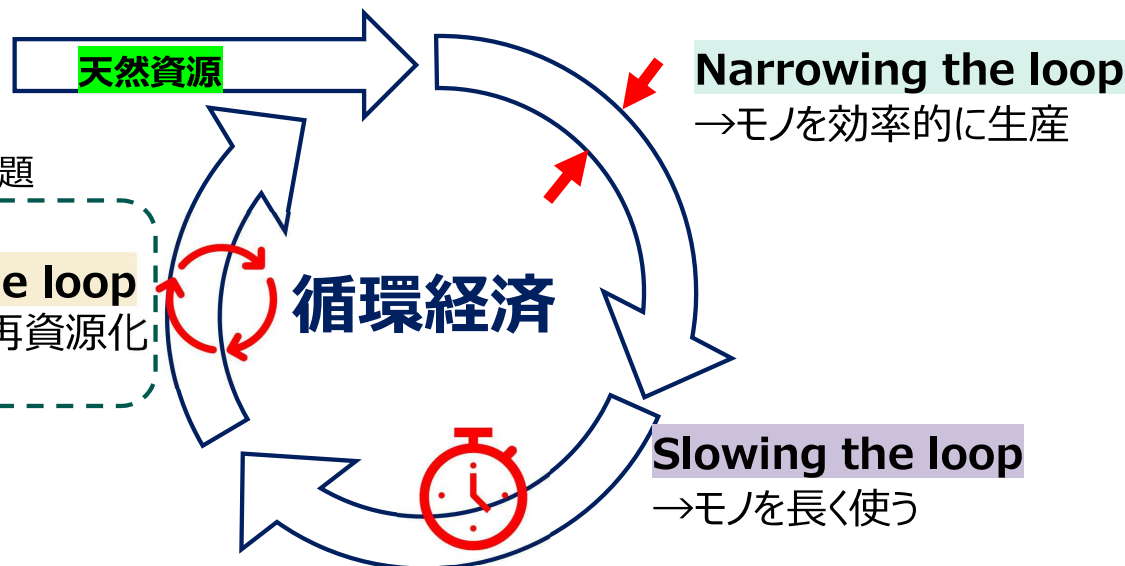 天然資源
Narrowing the loop
→モノを効率的に生産
題
e loop
再資源化
循環経済
Slowing the loop
→モノを長く使う